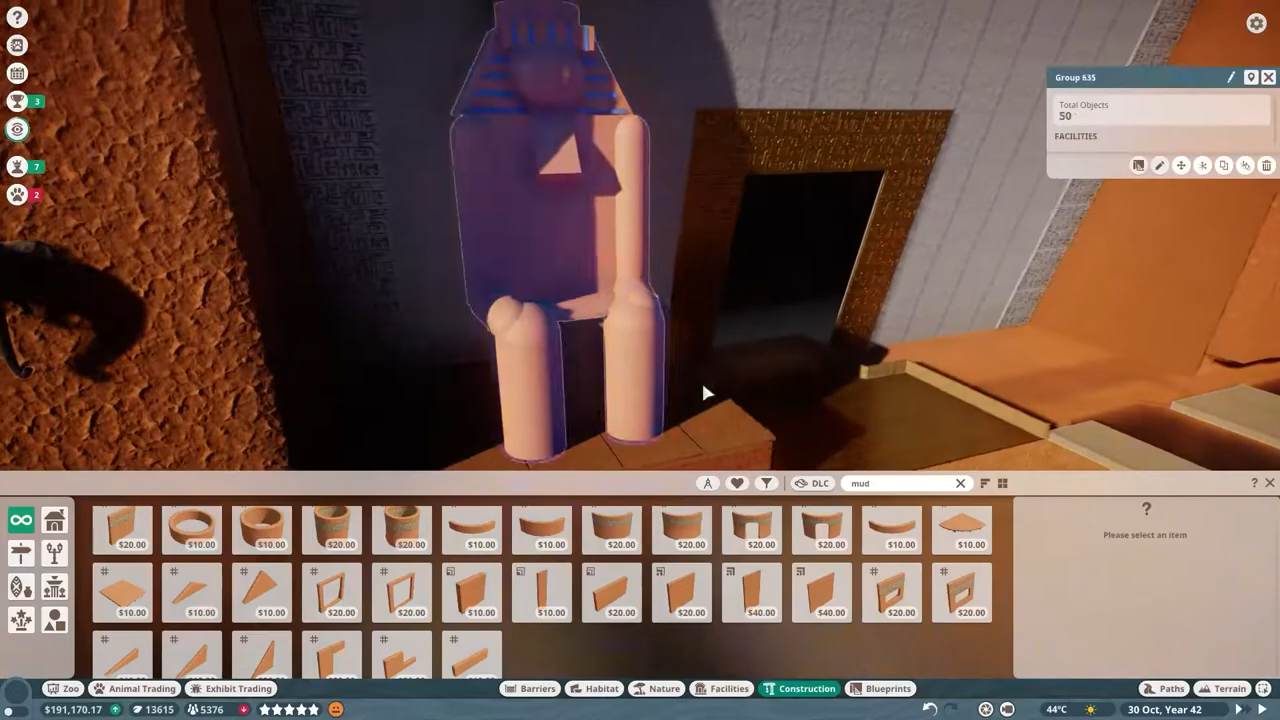 ?
3
7
2
Group 635
Total Objects
50
FACILITIES
DLC
mud
?
$20.00
$10.00
$10.00
$20.00
$20.00
$10.00
$10.00
$20.00
$20.00
$20.00
$20.00
$10.00
$10.00
$10.00
$10.00
$10.00
$20.00
$20.00
$10.00
$10.00
$20.00
$20.00
$40.00
$40.00
$20.00
$20.00
?
Please select an item
Zoo
Animal Trading
Exhibit Trading
Barriers
Habitat
Nature
Facilities
Construction
Blueprints
Paths
Terrain
$191,170.17
13615
5376
44°C
30 Oct, Year 42